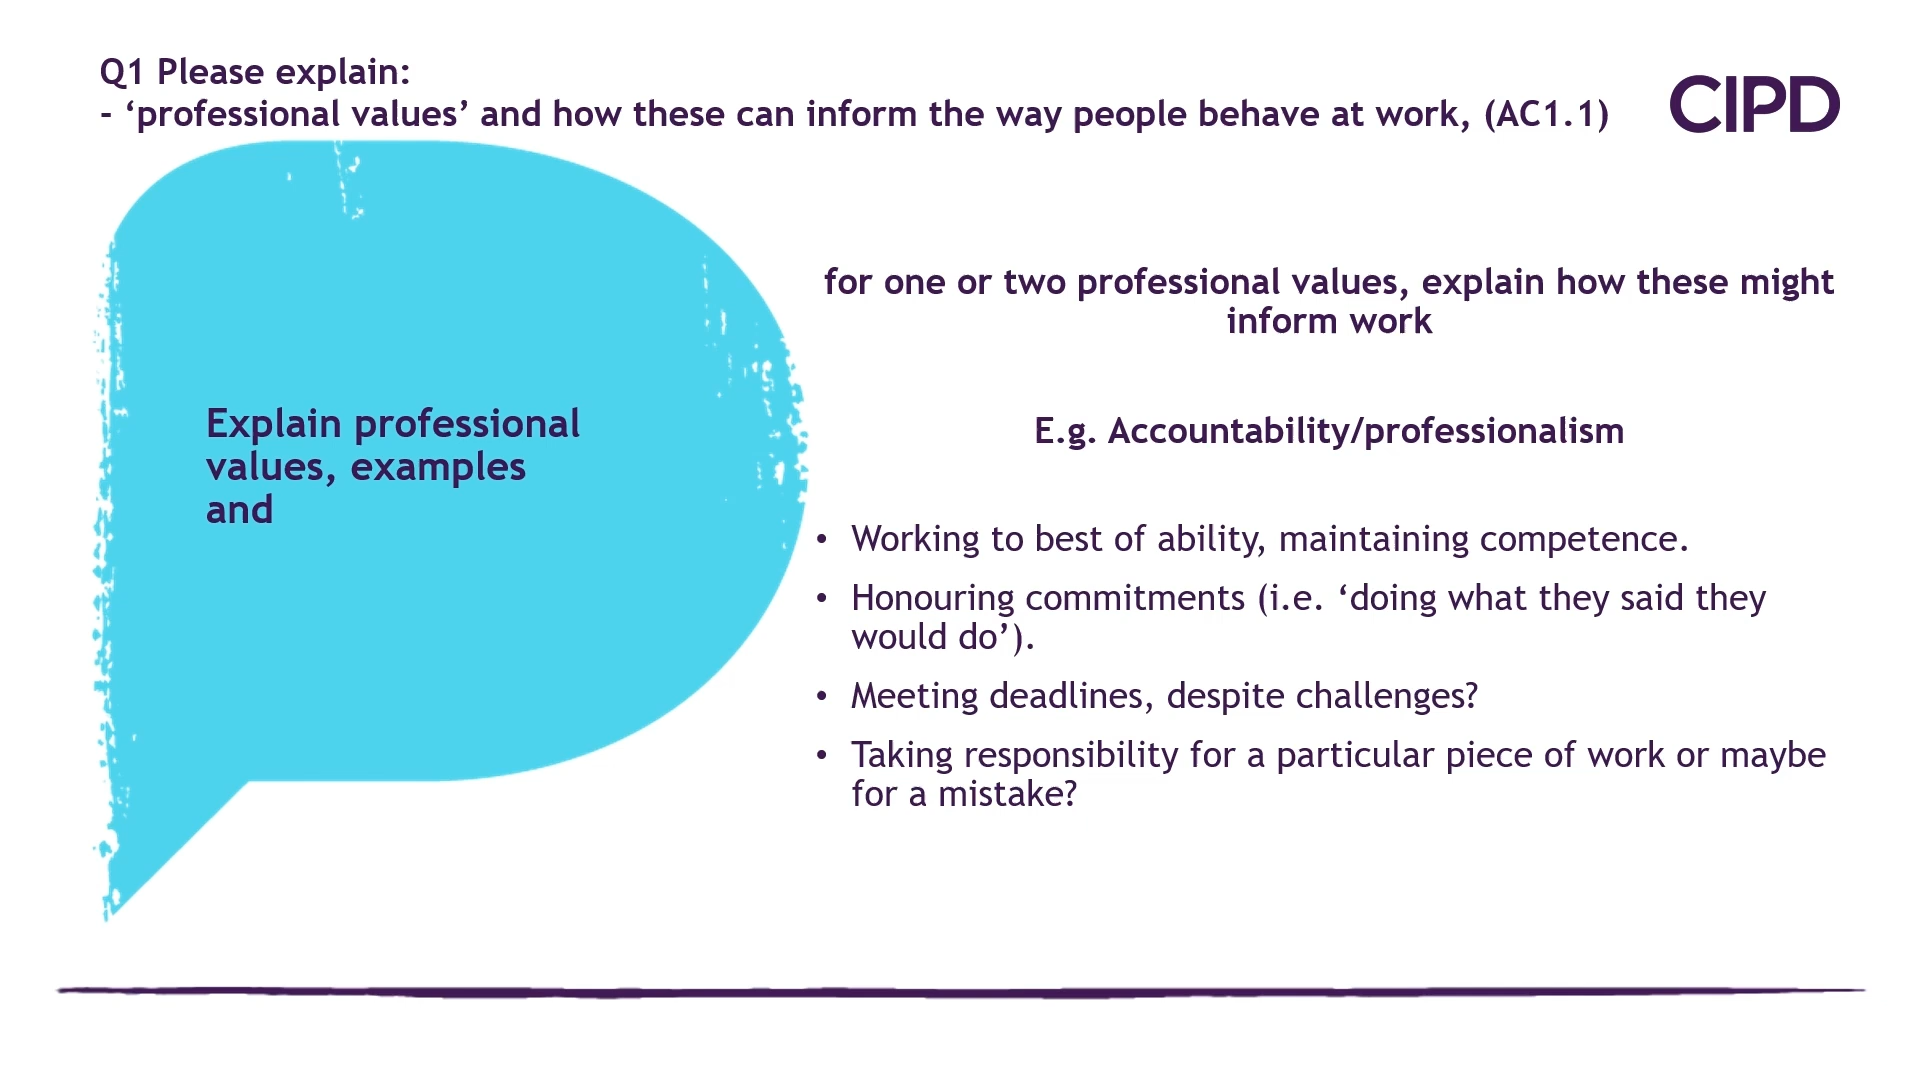 Q1 Please explain:
- ‘professional values’ and how these can inform the way people behave at work, (AC1.1)
CIPD
Explain professional
values, examples
and
for one or two professional values, explain how these might
inform work
E.g. Accountability/professionalism
• Working to best of ability, maintaining competence.
• Honouring commitments (i.e. ‘doing what they said they
would do’).
• Meeting deadlines, despite challenges?
• Taking responsibility for a particular piece of work or maybe
for a mistake?